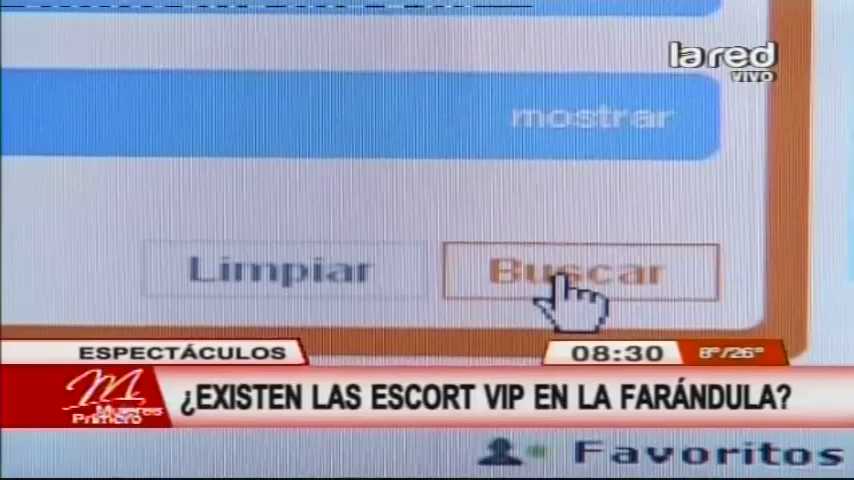 la red
VIVO
mostrar
Limpiar
Buscar
ESPECTÁCULOS
08:30
8°/26°
M
Mujeres
Primero
¿EXISTEN LAS ESCORT VIP EN LA FARÁNDULA?
Favoritos